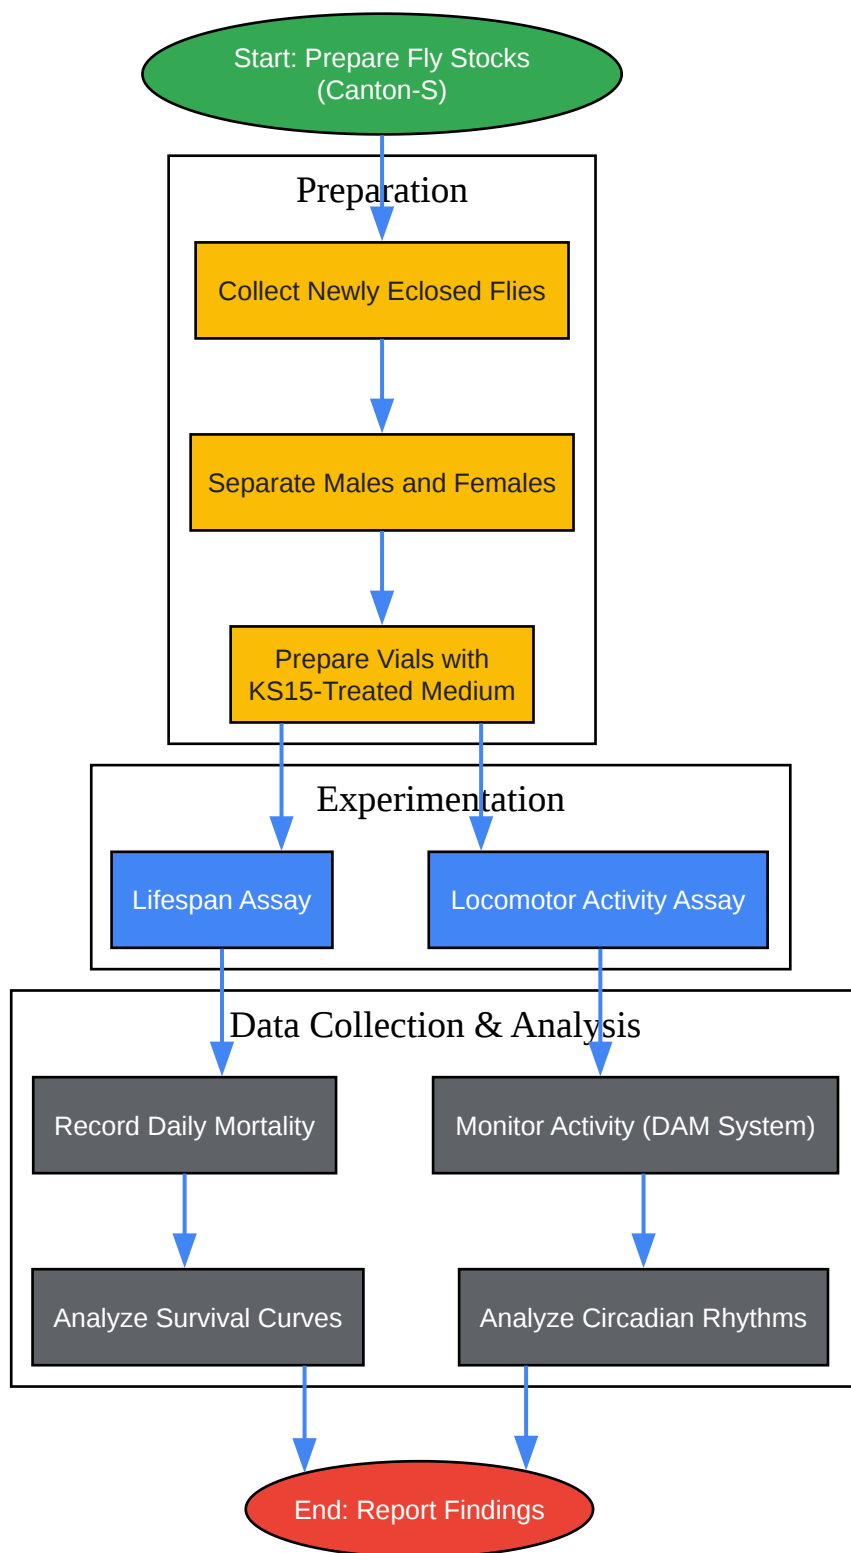 Start: Prepare Fly Stocks
(Canton-S)
Preparation
Collect Newly Eclosed Flies
Separate Males and Females
Prepare Vials with
KS15-Treated Medium
Experimentation
Lifespan Assay
Locomotor Activity Assay
Data Collection & Analysis
Record Daily Mortality
Monitor Activity (DAM System)
Analyze Survival Curves
Analyze Circadian Rhythms
End: Report Findings